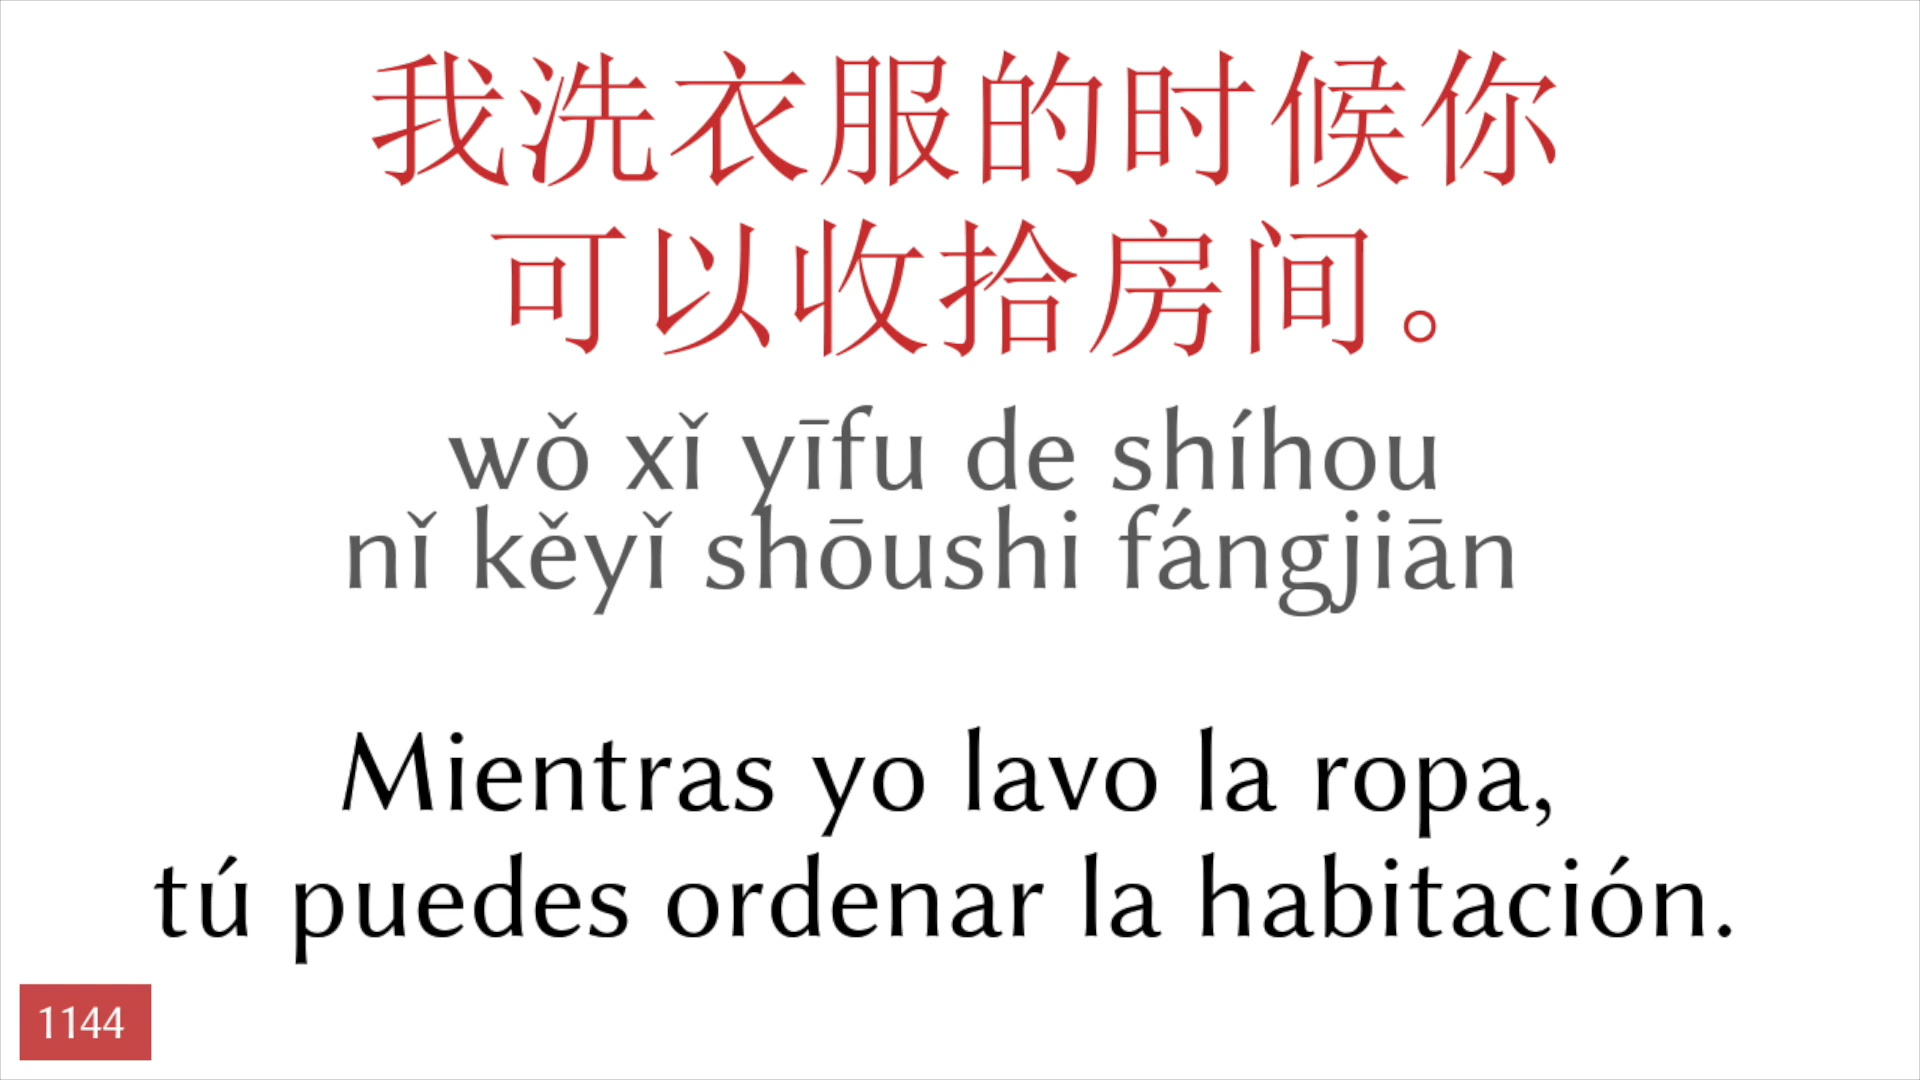 我洗衣服的时候你
可以收拾房间。
wǒ xǐ yīfu de shíhou
nǐ kěyǐ shōushi fángjiān
Mientras yo lavo la ropa,
tú puedes ordenar la habitación.
1144